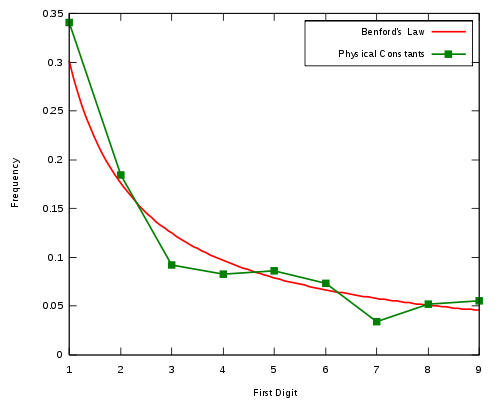 0.35
0.3
0.25
0.2
0.15
0.1
0.05
0
Frequency
Benford's Law
Physical Constants
1 2 3 4 5 6 7 8 9
First Digit